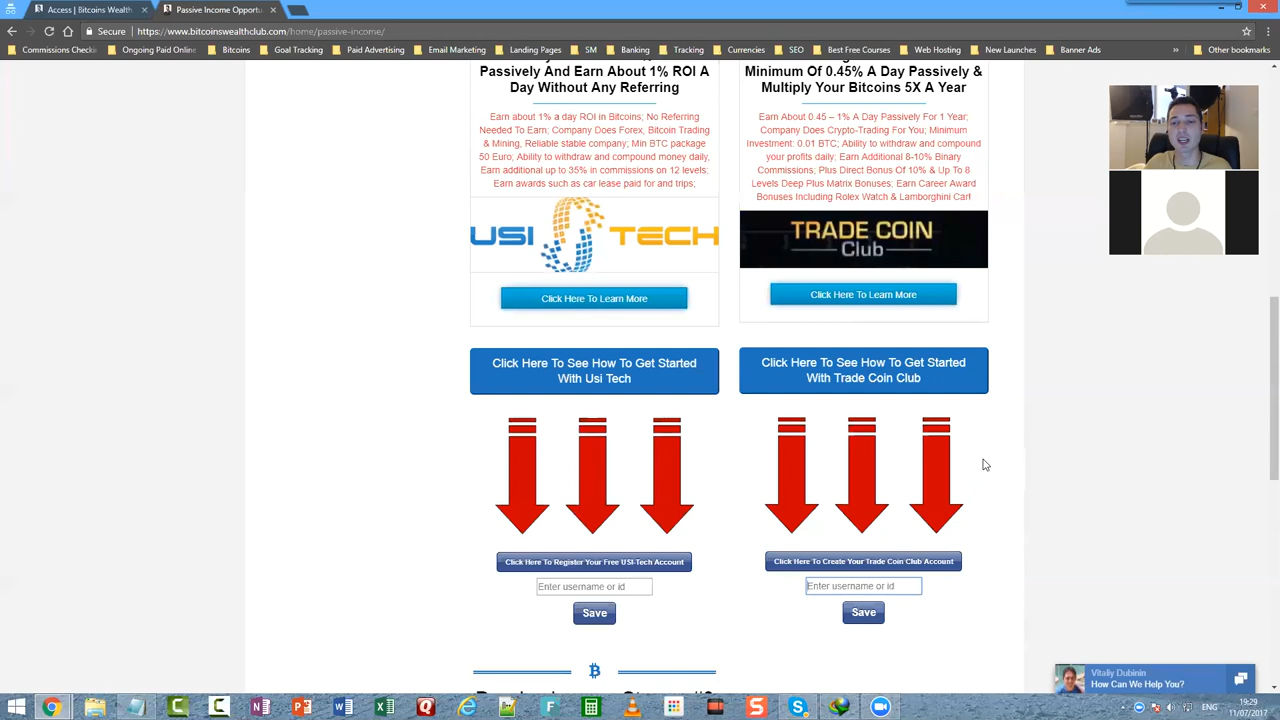 Access | Bitcoins Wealth
Passive Income Opportu
Secure
https://www.bitcoinswealthclub.com/home/passive-income/
Commissions Check
Ongoing Paid Online
Bitcoins
Goal Tracking
Paid Advertising
Email Marketing
Landing Pages
SM
Banking
Tracking
Currencies
SEO
Best Free Courses
Web Hosting
New Launches
Banner Ads
»
Other bookmarks
Passively And Earn About 1% ROI A
Day Without Any Referring
Earn about 1% a day ROI in Bitcoins; No Referring
Needed To Earn; Company Does Forex, Bitcoin Trading
& Mining, Reliable stable company; Min BTC package
50 Euro; Ability to withdraw and compound money daily,
Earn additional up to 35% in commissions on 12 levels;
Earn awards such as car lease paid for and trips;
USI TECH
Click Here To Learn More
Click Here To See How To Get Started
With Usi Tech
Click Here To Register Your Free USI-Tech Account
Enter username or id
Save
Minimum Of 0.45% A Day Passively &
Multiply Your Bitcoins 5X A Year
Earn About 0.45 – 1% A Day Passively For 1 Year;
Company Does Crypto-Trading For You; Minimum
Investment: 0.01 BTC; Ability to withdraw and compound
your profits daily; Earn Additional 8-10% Binary
Commissions; Plus Direct Bonus Of 10% & Up To 8
Levels Deep Plus Matrix Bonuses; Earn Career Award
Bonuses Including Rolex Watch & Lamborghini Car!
TRADE COIN
Club
Click Here To Learn More
Click Here To See How To Get Started
With Trade Coin Club
Click Here To Create Your Trade Coin Club Account
Enter username or id
Save
Vitaliy Dubinin
How Can We Help You?
ENG
19:29
11/07/2017